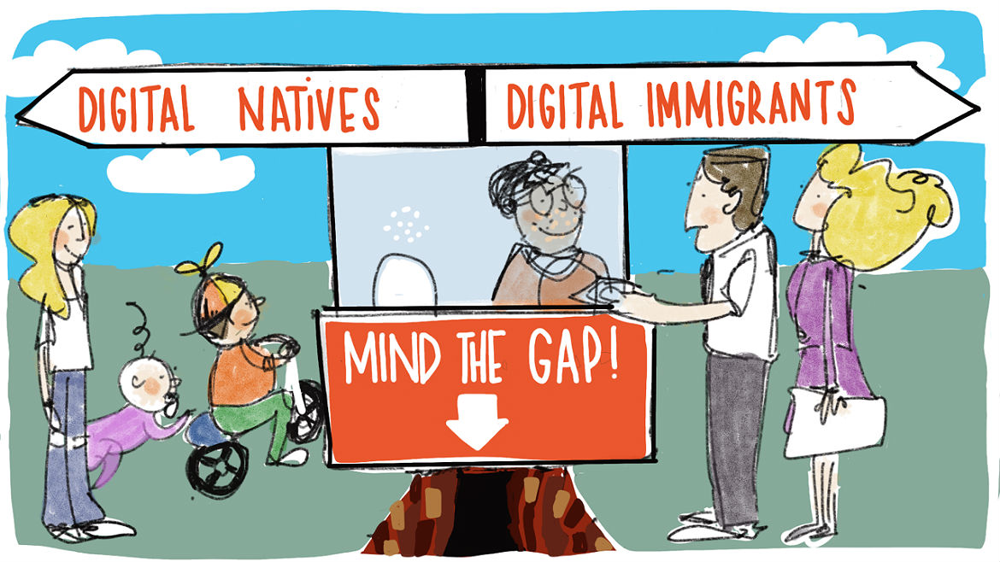 DIGITAL NATIVES
DIGITAL IMMIGRANTS
MIND THE GAP!